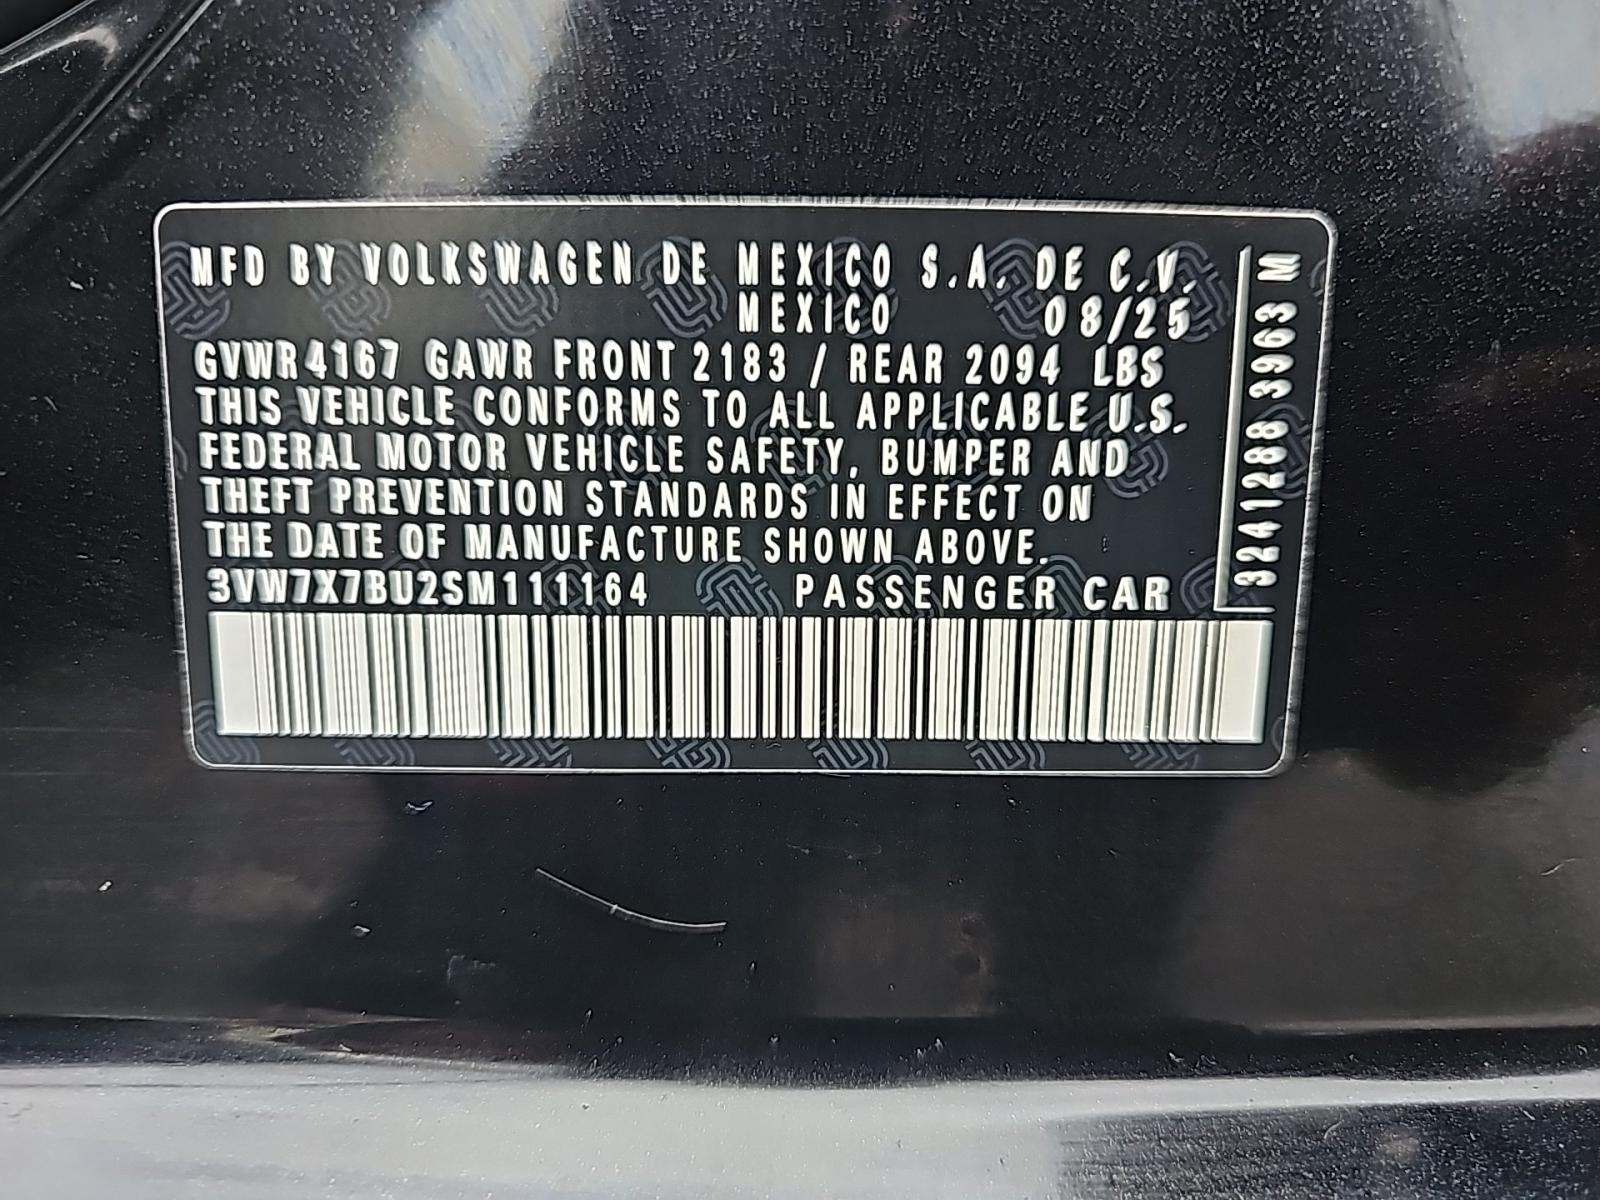 MFD BY VOLKSWAGEN DE MEXICO S.A. DE C.V.
MEXICO 08/25
GVWR 4167 GAWR FRONT 2183 / REAR 2094 LBS
THIS VEHICLE CONFORMS TO ALL APPLICABLE U.S.
FEDERAL MOTOR VEHICLE SAFETY, BUMPER AND
THEFT PREVENTION STANDARDS IN EFFECT ON
THE DATE OF MANUFACTURE SHOWN ABOVE.
3VW7X7BU2SM111164 PASSENGER CAR
3241288 3963 M